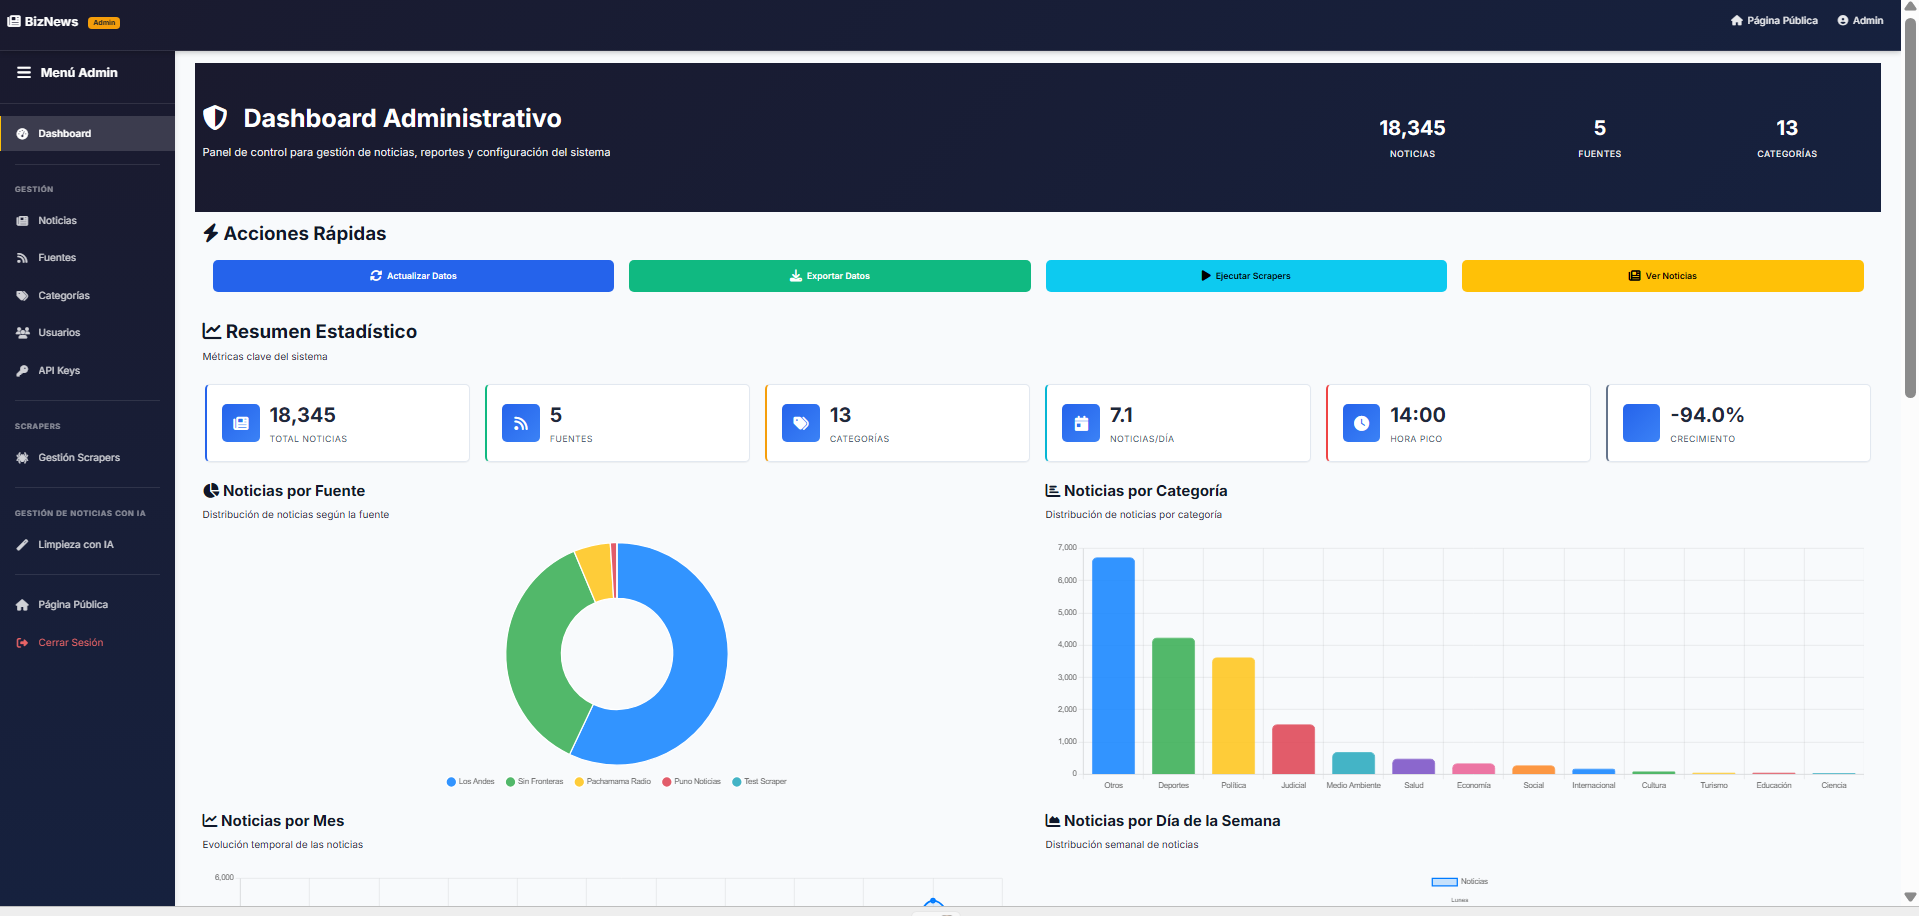 BizNews Admin
Página Pública
Admin
Menú Admin
Dashboard
GESTIÓN
Noticias
Fuentes
Categorías
Usuarios
API Keys
SCRAPERS
Gestión Scrapers
GESTIÓN DE NOTICIAS CON IA
Limpieza con IA
Página Pública
Cerrar Sesión
Dashboard Administrativo
Panel de control para gestión de noticias, reportes y configuración del sistema
18,345
NOTICIAS
5
FUENTES
13
CATEGORÍAS
Acciones Rápidas
Actualizar Datos
Exportar Datos
Ejecutar Scrapers
Ver Noticias
Resumen Estadístico
Métricas clave del sistema
18,345
TOTAL NOTICIAS
5
FUENTES
13
CATEGORÍAS
7.1
NOTICIAS/DÍA
14:00
HORA PICO
-94.0%
CRECIMIENTO
Noticias por Fuente
Distribución de noticias según la fuente
Los Andes
Sin Fronteras
Pachamama Radio
Puno Noticias
Test Scraper
Noticias por Categoría
Distribución de noticias por categoría
7,000
6,000
5,000
4,000
3,000
2,000
1,000
0
Otros
Deportes
Política
Judicial
Medio Ambiente
Salud
Economía
Social
Internacional
Cultura
Turismo
Educación
Ciencia
Noticias por Mes
Evolución temporal de las noticias
6,000
Noticias por Día de la Semana
Distribución semanal de noticias
Noticias
Lunes